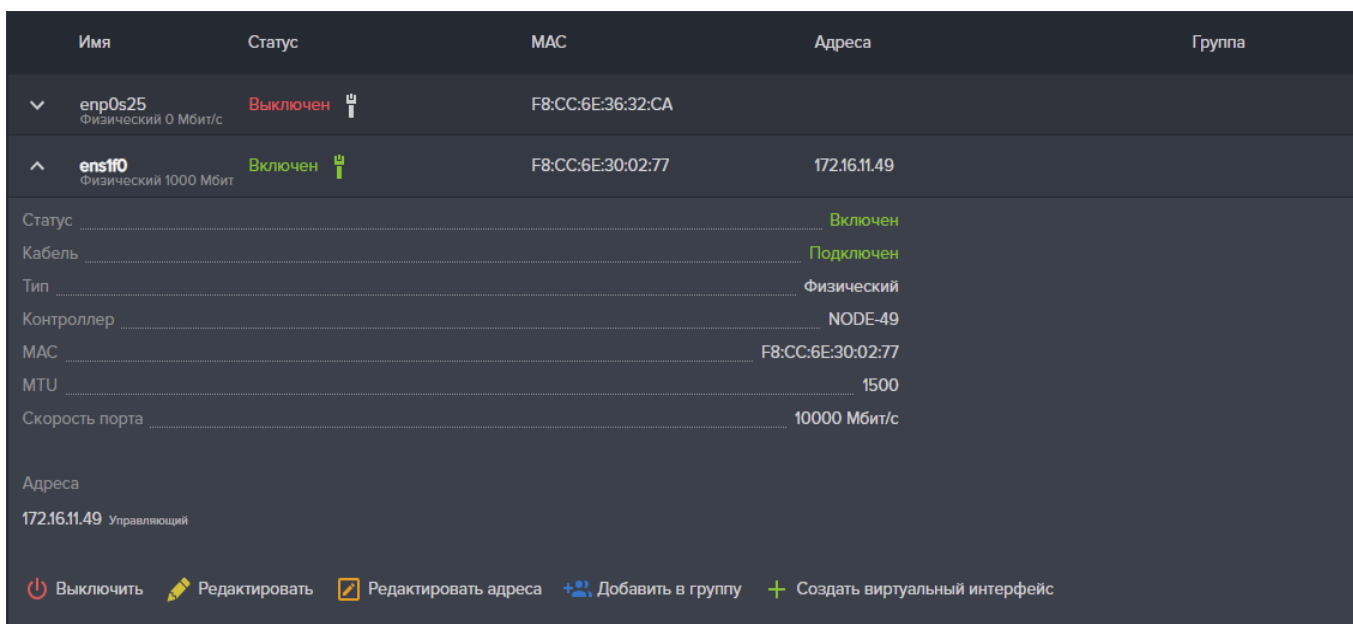 Имя Статус MAC Адреса Группа
enp0s25 Выключен F8:CC:6E:36:32:CA
Физический 0 Мбит/с
ens1f0 Включен F8:CC:6E:30:02:77 172.16.11.49
Физический 1000 Мбит
Статус Включен
Кабель Подключен
Тип Физический
Контроллер NODE-49
MAC F8:CC:6E:30:02:77
MTU 1500
Скорость порта 10000 Мбит/с
Адреса
172.16.11.49 Управляющий
Выключить Редактировать Редактировать адреса Добавить в группу Создать виртуальный интерфейс